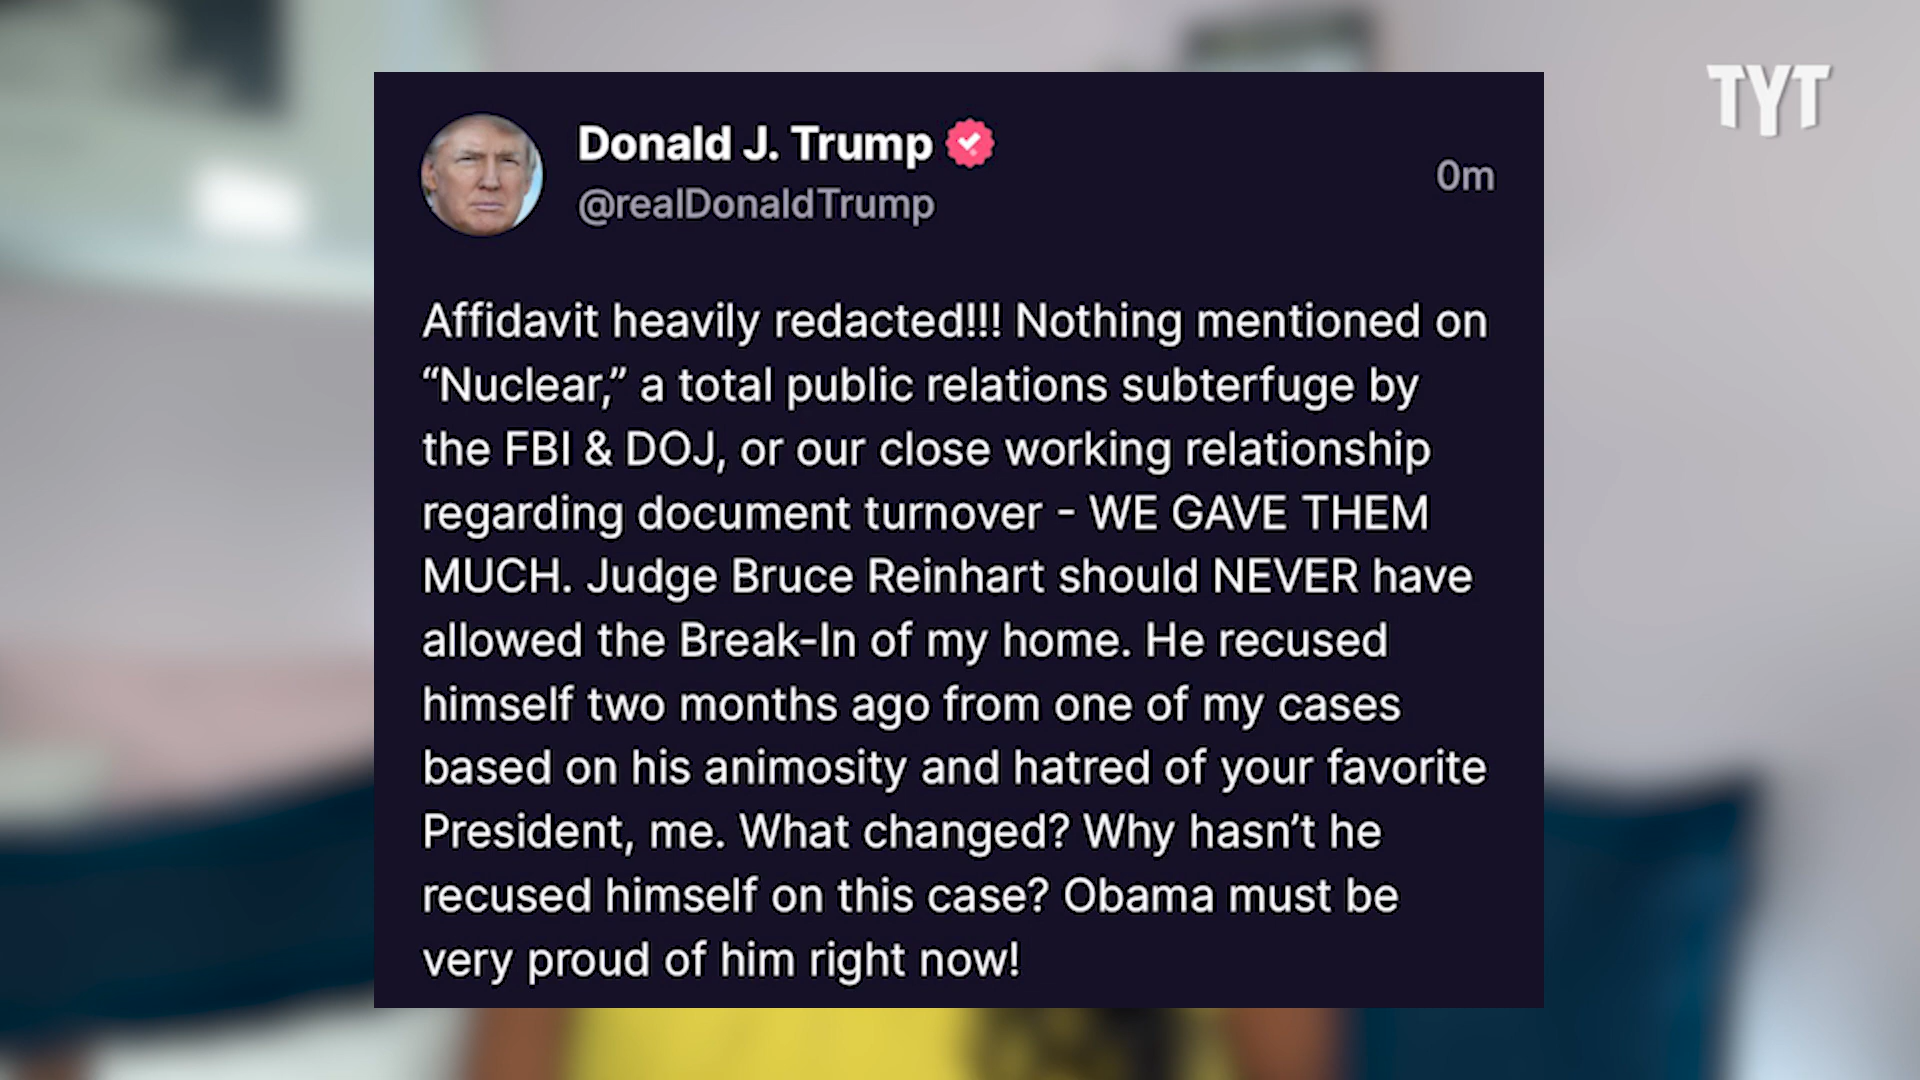 TYT
Donald J. Trump
@realDonaldTrump
0m
Affidavit heavily redacted!!! Nothing mentioned on
“Nuclear,” a total public relations subterfuge by
the FBI & DOJ, or our close working relationship
regarding document turnover - WE GAVE THEM
MUCH. Judge Bruce Reinhart should NEVER have
allowed the Break-In of my home. He recused
himself two months ago from one of my cases
based on his animosity and hatred of your favorite
President, me. What changed? Why hasn’t he
recused himself on this case? Obama must be
very proud of him right now!